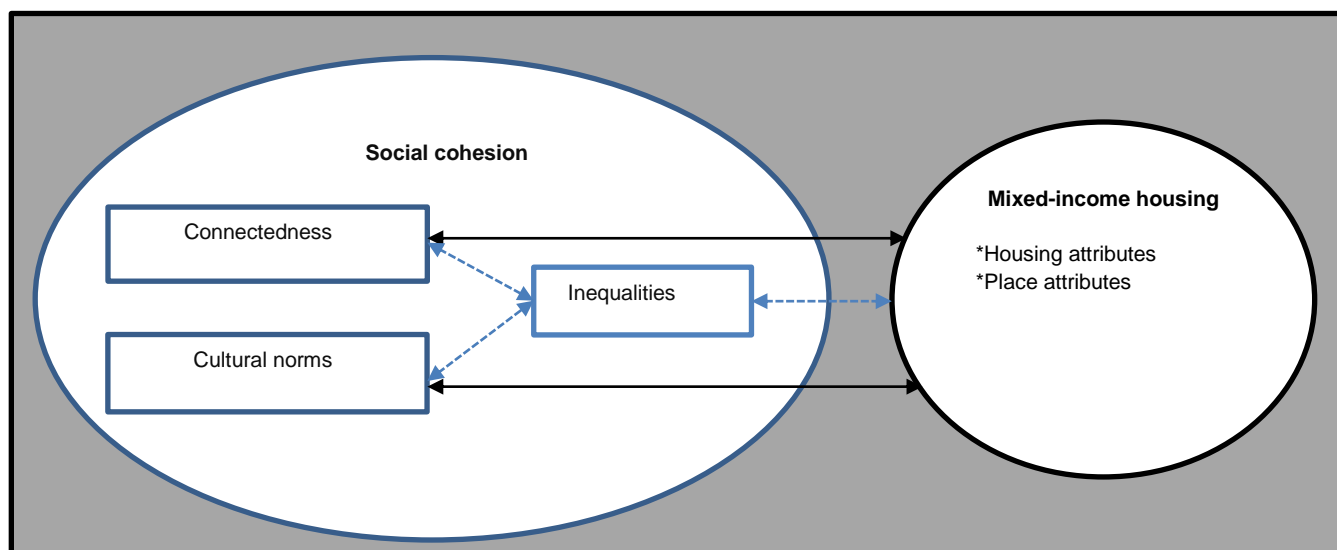 Social cohesion
Connectedness
Inequalities
Cultural norms
Mixed-income housing
*Housing attributes
*Place attributes